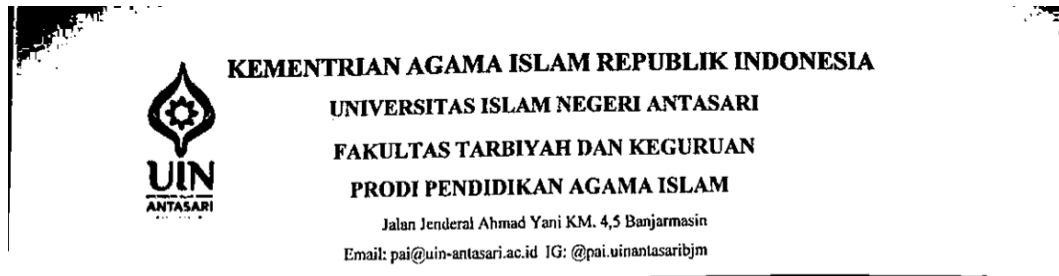 KEMENTRIAN AGAMA ISLAM REPUBLIK INDONESIA
UNIVERSITAS ISLAM NEGERI ANTASARI
FAKULTAS TARBIYAH DAN KEGURUAN
PRODI PENDIDIKAN AGAMA ISLAM
UIN
ANTASARI
Jalan Jenderal Ahmad Yani KM. 4,5 Banjarmasin
Email: pai@uin-antasari.ac.id IG: @pai.uinantasaribjm